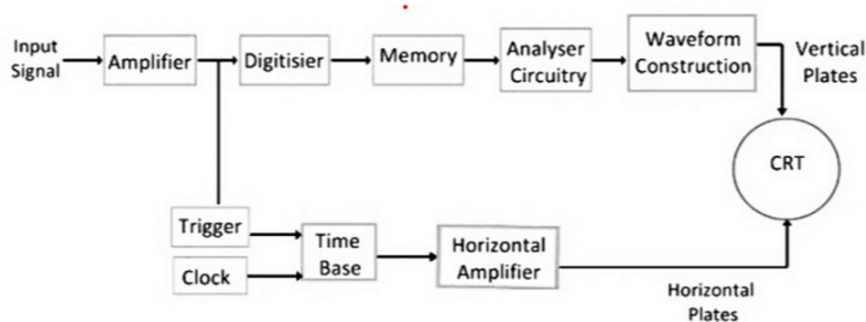 Input
Signal
Amplifier
Digitisier
Memory
Analyser
Circuitry
Waveform
Construction
Vertical
Plates
CRT
Trigger
Clock
Time
Base
Horizontal
Amplifier
Horizontal
Plates